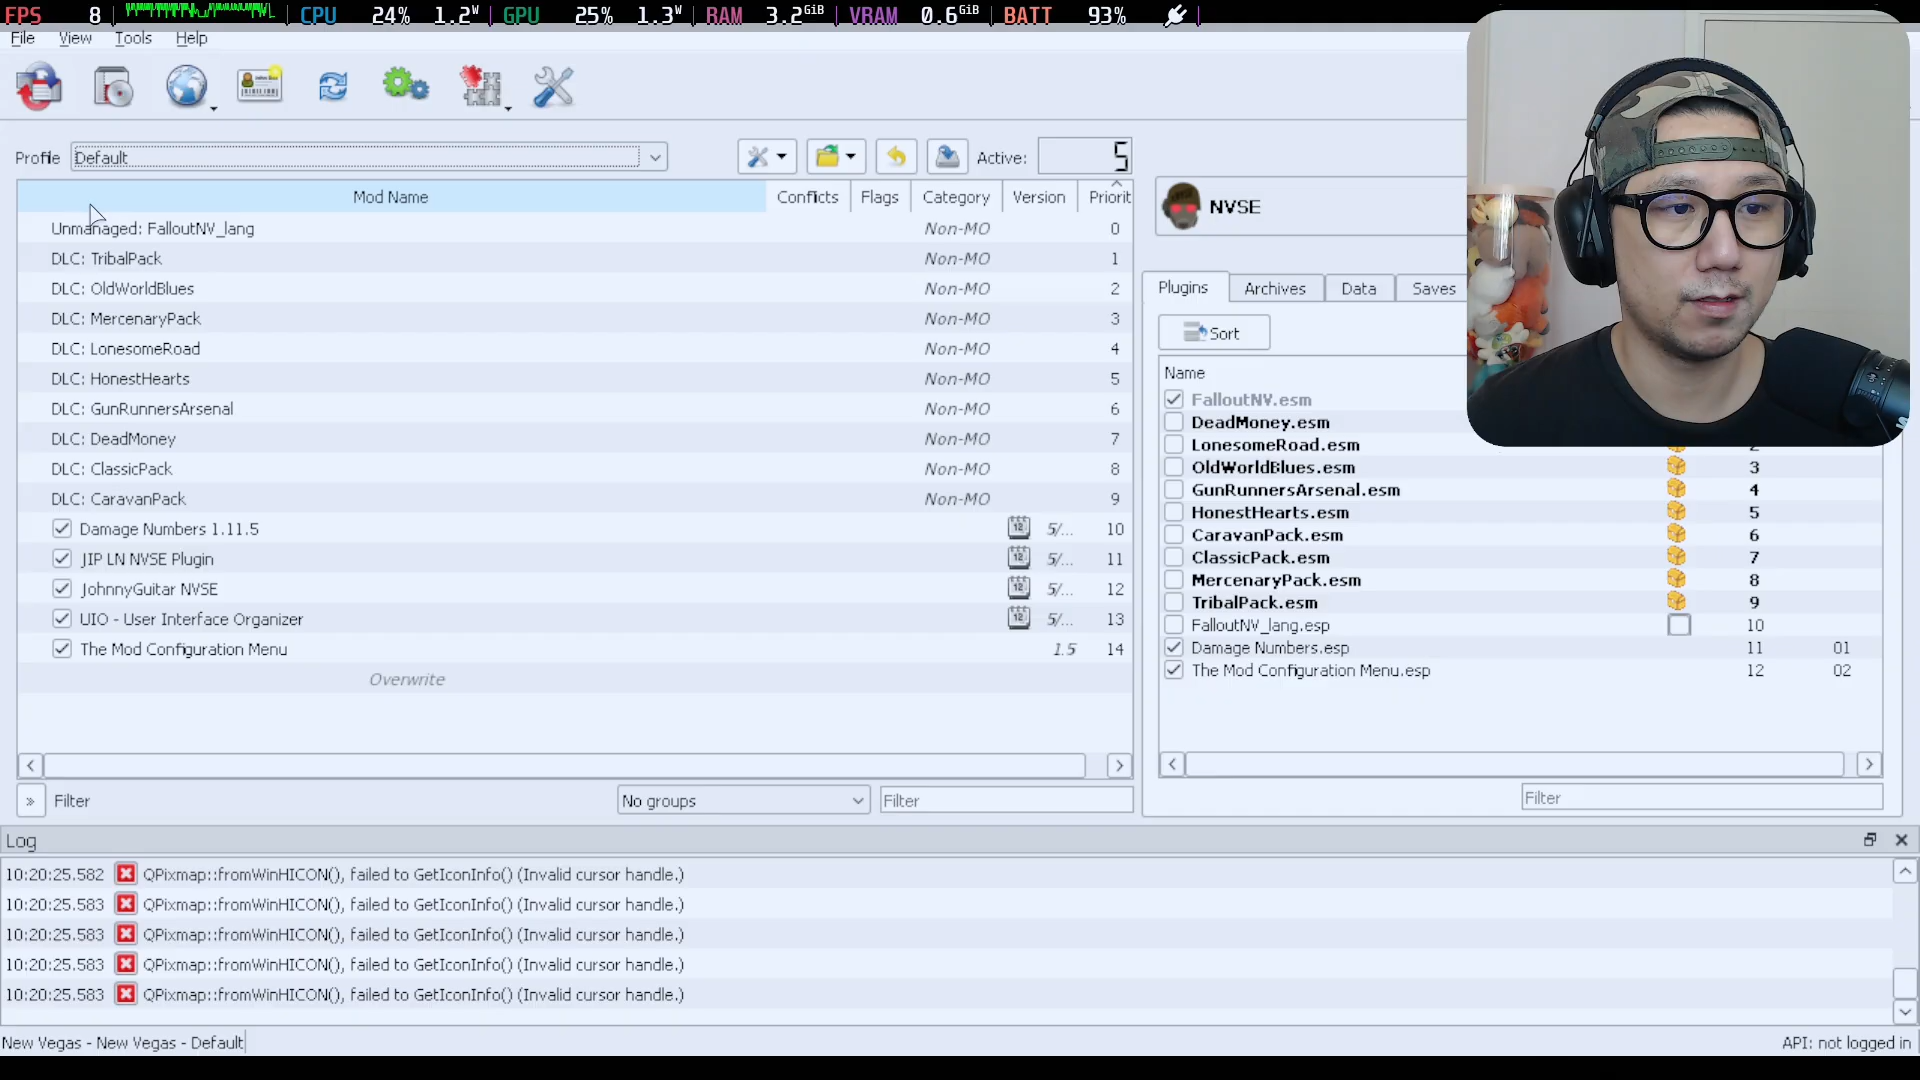 FPS 8 CPU 24% 1.2W GPU 25% 1.3W RAM 3.2GiB VRAM 0.6GiB BATT 93%
File View Tools Help
Profile Default Active: 5
Mod Name Conflicts Flags Category Version Priorit
Unmanaged: FalloutNV_lang Non-MO 0
DLC: TribalPack Non-MO 1
DLC: OldWorldBlues Non-MO 2
DLC: MercenaryPack Non-MO 3
DLC: LonesomeRoad Non-MO 4
DLC: HonestHearts Non-MO 5
DLC: GunRunnersArsenal Non-MO 6
DLC: DeadMoney Non-MO 7
DLC: ClassicPack Non-MO 8
DLC: CaravanPack Non-MO 9
Damage Numbers 1.11.5 5/... 10
JIP LN NVSE Plugin 5/... 11
JohnnyGuitar NVSE 5/... 12
UIO - User Interface Organizer 5/... 13
The Mod Configuration Menu 1.5 14
Overwrite
» Filter No groups Filter
NVSE
Plugins Archives Data Saves
Sort
Name
FalloutNV.esm
DeadMoney.esm
LonesomeRoad.esm
OldWorldBlues.esm 3
GunRunnersArsenal.esm 4
HonestHearts.esm 5
CaravanPack.esm 6
ClassicPack.esm 7
MercenaryPack.esm 8
TribalPack.esm 9
FalloutNV_lang.esp 10
Damage Numbers.esp 11 01
The Mod Configuration Menu.esp 12 02
Filter
Log
10:20:25.582 QPixmap::fromWinHICON(), failed to GetIconInfo() (Invalid cursor handle.)
10:20:25.583 QPixmap::fromWinHICON(), failed to GetIconInfo() (Invalid cursor handle.)
10:20:25.583 QPixmap::fromWinHICON(), failed to GetIconInfo() (Invalid cursor handle.)
10:20:25.583 QPixmap::fromWinHICON(), failed to GetIconInfo() (Invalid cursor handle.)
10:20:25.583 QPixmap::fromWinHICON(), failed to GetIconInfo() (Invalid cursor handle.)
New Vegas - New Vegas - Default API: not logged in